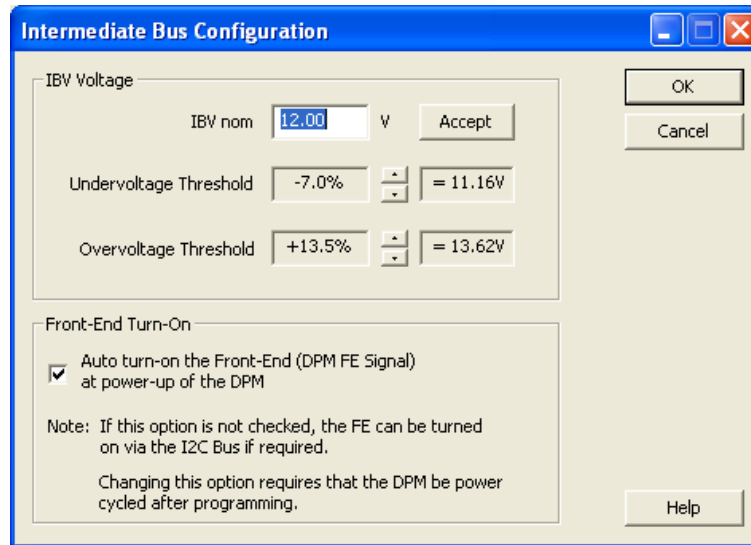 Intermediate Bus Configuration
IBV Voltage
IBV nom 12.00 V Accept
Undervoltage Threshold -7.0% = 11.16V
Overvoltage Threshold +13.5% = 13.62V
OK
Cancel
Front-End Turn-On
Auto turn-on the Front-End (DPM FE Signal)
at power-up of the DPM
Note: If this option is not checked, the FE can be turned
on via the I2C Bus if required.
Changing this option requires that the DPM be power
cycled after programming.
Help